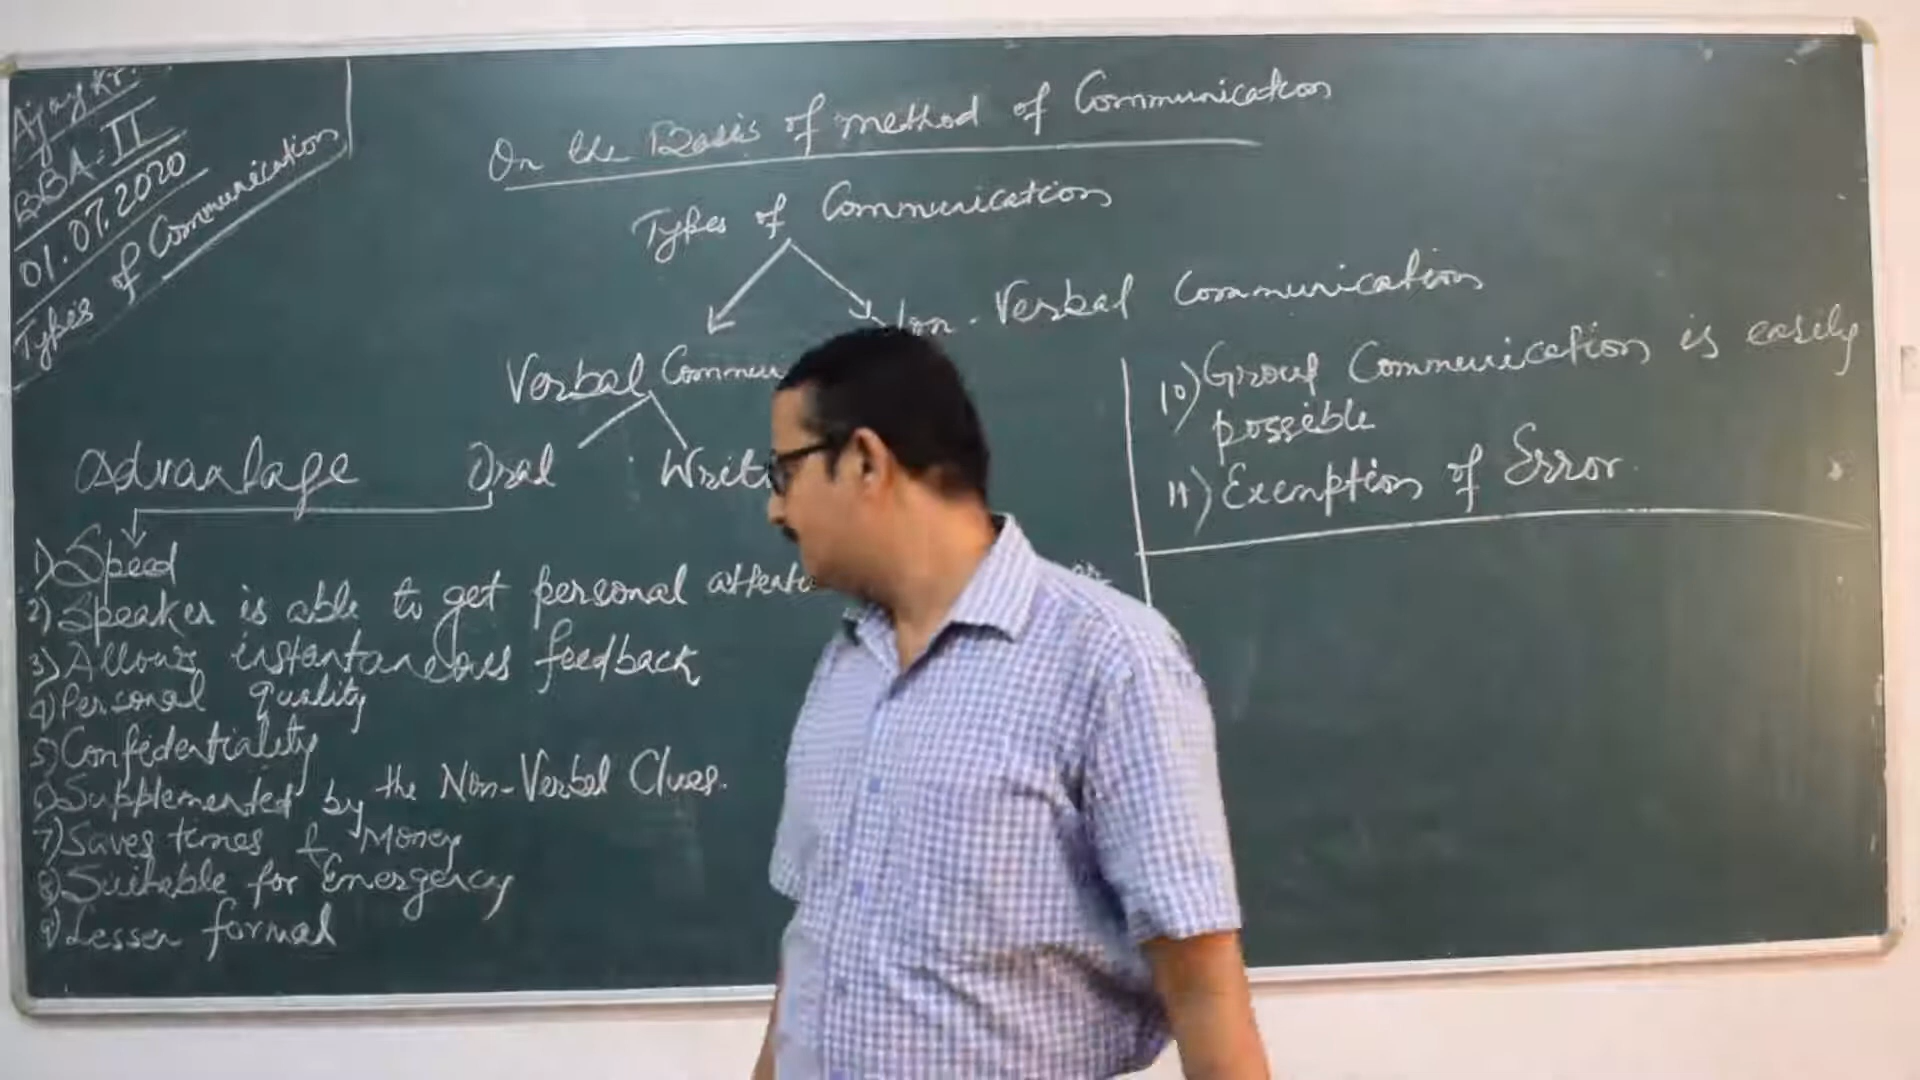 Ajay Kr.
BBA-II
01.07.2020
Types of Communication
On the Basis of method of Communication
Types of Communication
Verbal
Non-Verbal Communication
Advantage
Oral
1) Speed
2) Speaker is able to get personal
3) Allows instantaneous feedback
4) Personal quality
5) Confidentiality
6) Supplemented by the Non-Verbal Clues.
7) Saves times & Money
8) Suitable for Emergency
9) Lesser formal
10) Group Communication is easily
possible
11) Exemption of Error.